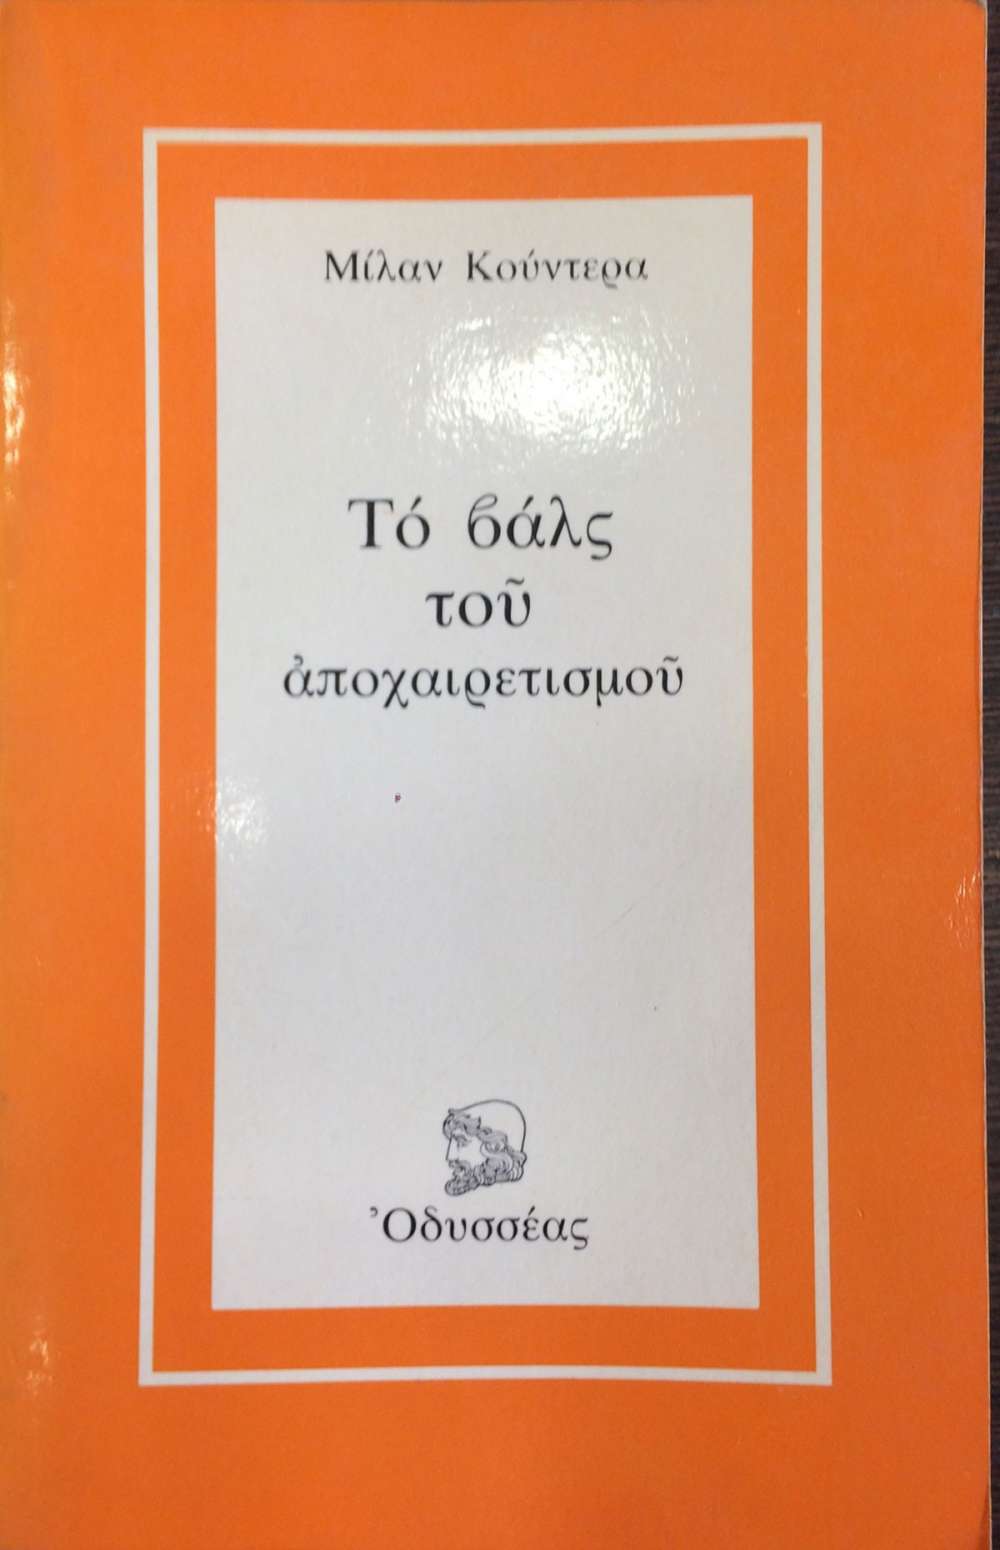 Μίλαν Κούντερα
Τό βάλς
τοῦ
ἀποχαιρετισμοῦ
Ὀδυσσέας